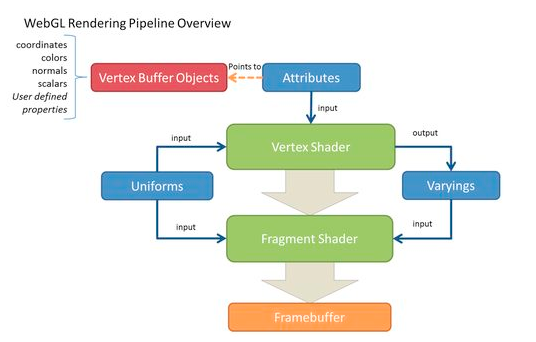 WebGL Rendering Pipeline Overview
coordinates
colors
normals
scalars
User defined
properties
Vertex Buffer Objects
Points to
Attributes
input
Vertex Shader
input
output
Uniforms
Varyings
input
input
Fragment Shader
Framebuffer